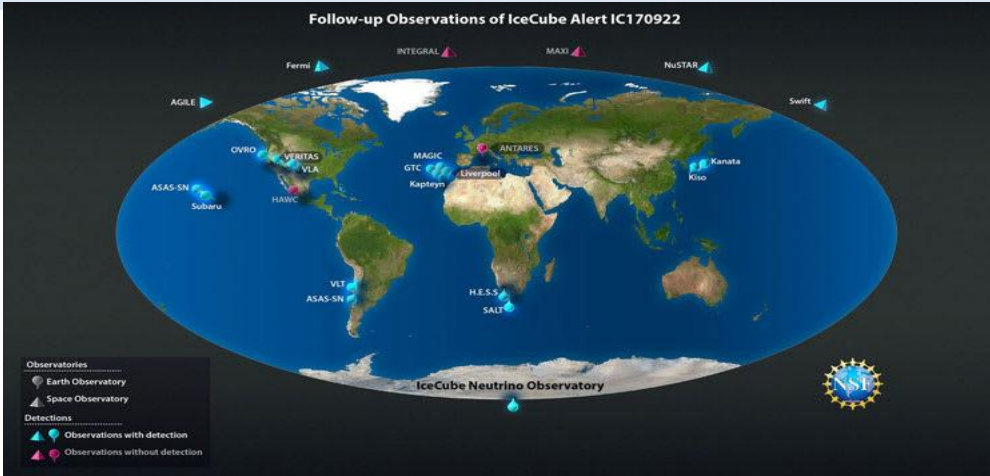 Follow-up Observations of IceCube Alert IC170922
INTEGRAL
MAXI
Fermi
NuSTAR
AGILE
Swift
OVRO
VERITAS
VLA
MAGIC
ANTARES
GTC
Liverpool
Kapteyn
Kanata
Kiso
ASAS-SN
Subaru
HAWC
VLT
ASAS-SN
H.E.S.S
SALT
IceCube Neutrino Observatory
Observatories
Earth Observatory
Space Observatory
Detections
Observations with detection
Observations without detection
NSF